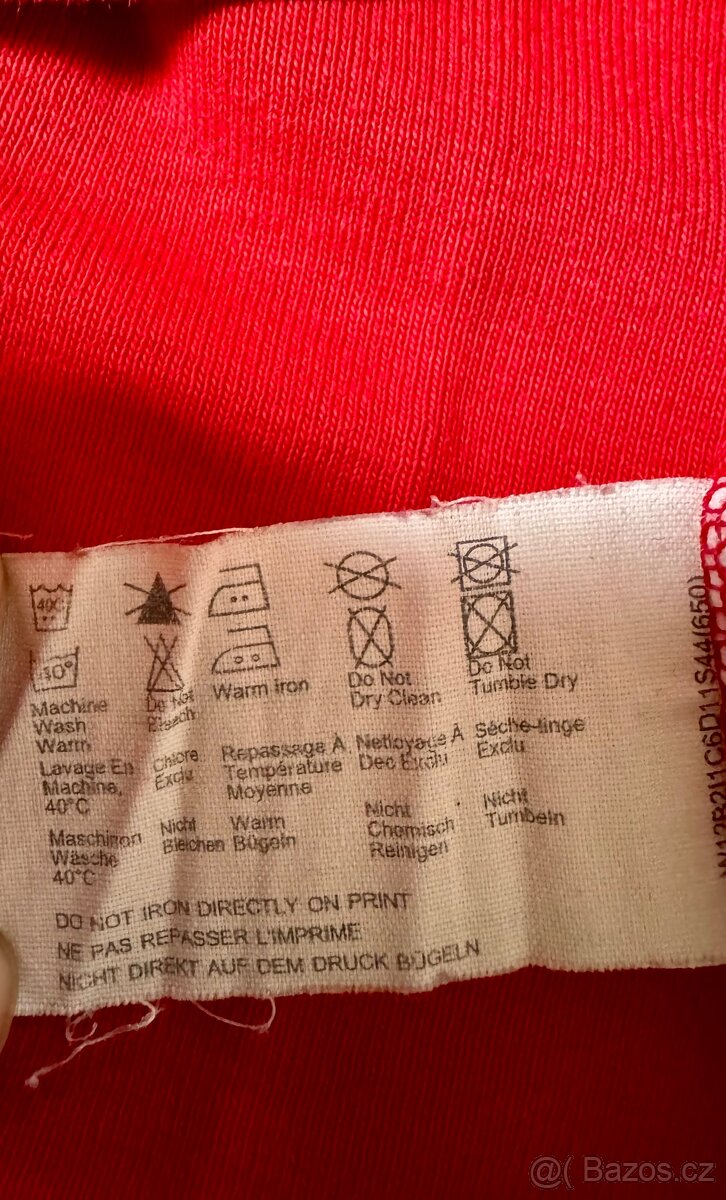 40C
30°
Machine
Wash
Warm
Do Not
Bleach
Warm Iron
Do Not
Dry Clean
Do Not
Tumble Dry
Lavage En
Machine,
40°C
Chlore
Exclu
Repassage À
Température
Moyenne
Nettoyage À
Dec Exclu
Séche-linge
Exclu
Maschinen
Wäsche
40°C
Nicht
Bleichen
Warm
Bügeln
Nicht
Chemisch
Reinigen
Nicht
Tumbeln
DO NOT IRON DIRECTLY ON PRINT
NE PAS REPASSER L'IMPRIME
NICHT DIREKT AUF DEM DRUCK BÜGELN
@( Bazos.cz